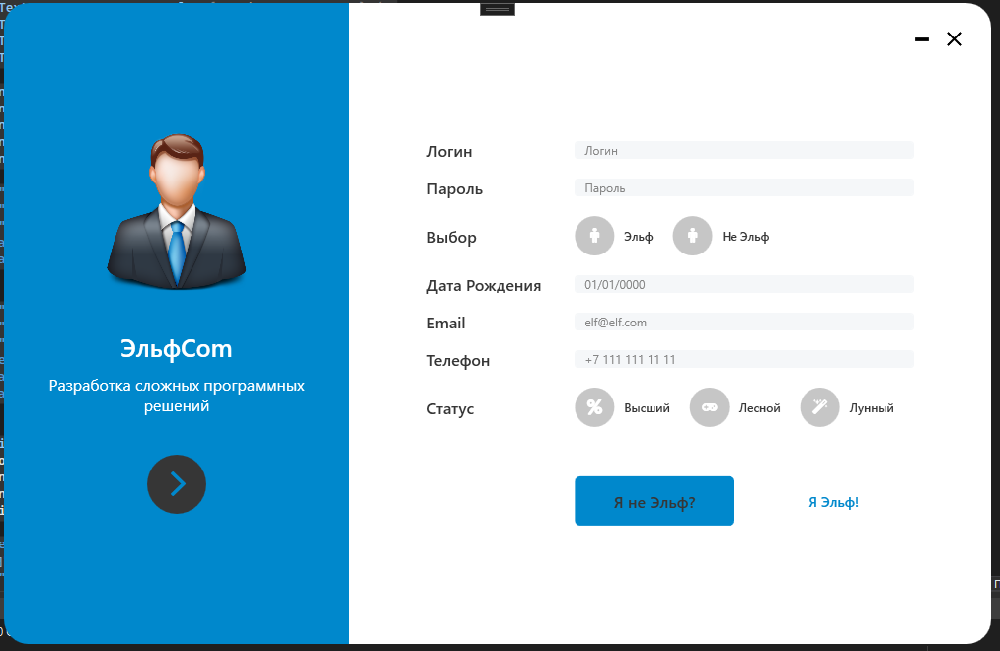 ЭльфCom
Разработка сложных программных
решений
Логин
Логин
Пароль
Пароль
Выбор
Эльф
Не Эльф
Дата Рождения
01/01/0000
Email
elf@elf.com
Телефон
+7 111 111 11 11
Статус
Высший
Лесной
Лунный
Я не Эльф?
Я Эльф!